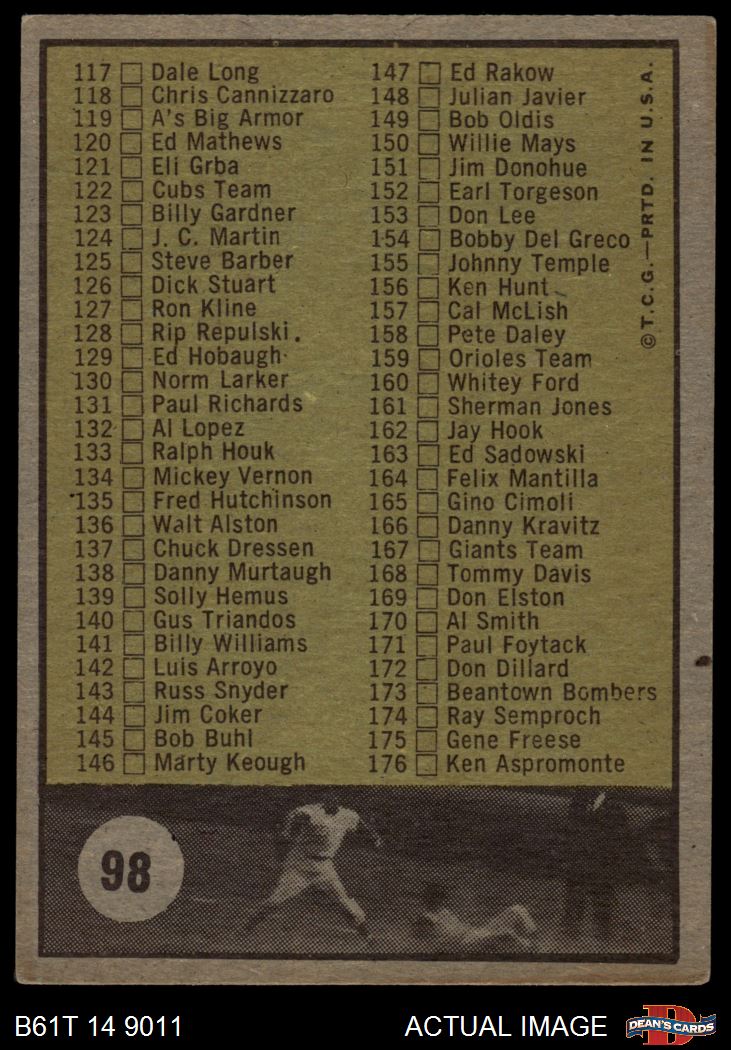 117 Dale Long
118 Chris Cannizzaro
119 A's Big Armor
120 Ed Mathews
121 Eli Grba
122 Cubs Team
123 Billy Gardner
124 J. C. Martin
125 Steve Barber
126 Dick Stuart
127 Ron Kline
128 Rip Repulski
129 Ed Hobaugh
130 Norm Larker
131 Paul Richards
132 Al Lopez
133 Ralph Houk
134 Mickey Vernon
135 Fred Hutchinson
136 Walt Alston
137 Chuck Dressen
138 Danny Murtaugh
139 Solly Hemus
140 Gus Triandos
141 Billy Williams
142 Luis Arroyo
143 Russ Snyder
144 Jim Coker
145 Bob Buhl
146 Marty Keough
147 Ed Rakow
148 Julian Javier
149 Bob Oldis
150 Willie Mays
151 Jim Donohue
152 Earl Torgeson
153 Don Lee
154 Bobby Del Greco
155 Johnny Temple
156 Ken Hunt
157 Cal McLish
158 Pete Daley
159 Orioles Team
160 Whitey Ford
161 Sherman Jones
162 Jay Hook
163 Ed Sadowski
164 Felix Mantilla
165 Gino Cimoli
166 Danny Kravitz
167 Giants Team
168 Tommy Davis
169 Don Elston
170 Al Smith
171 Paul Foytack
172 Don Dillard
173 Beantown Bombers
174 Ray Semproch
175 Gene Freese
176 Ken Aspromonte
© T.C.G.—PRTD. IN U.S.A.
98
B61T 14 9011
ACTUAL IMAGE
DEAN'S CARDS